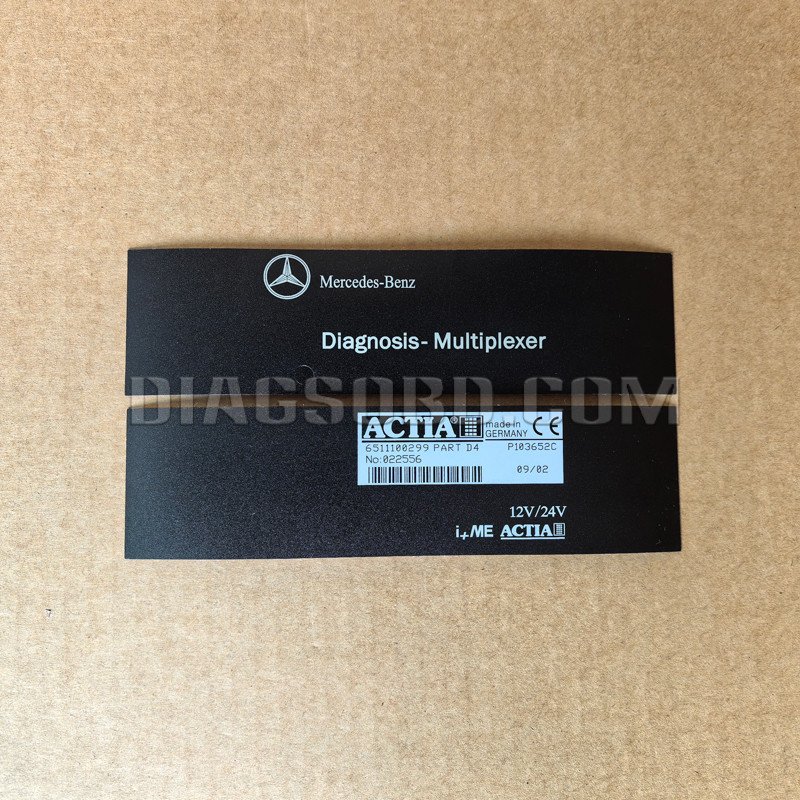 Mercedes-Benz
Diagnosis- Multiplexer
DIAGSOBD.COM
ACTIA® made in GERMANY CE
6511100299 PART D4 P103652C
No:022556
09/02
12V/24V
i+ME ACTIA